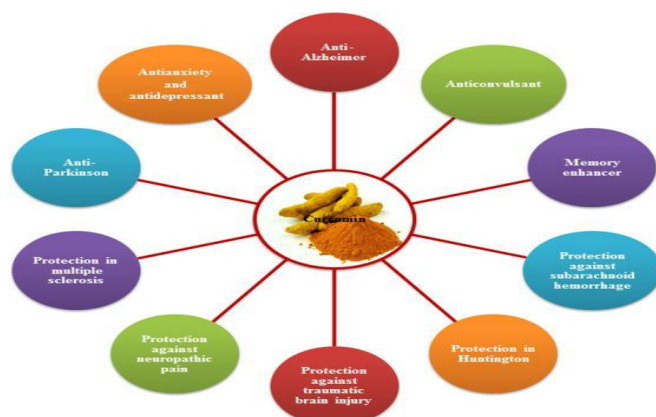 Anti-
Alzheimer
Anticonvulsant
Memory
enhancer
Protection
against
subarachnoid
hemorrhage
Protection in
Huntington
Protection
against
traumatic
brain injury
Protection
against
neuropathic
pain
Protection in
multiple
sclerosis
Anti-
Parkinson
Antianxiety
and
antidepressant
Curcumin